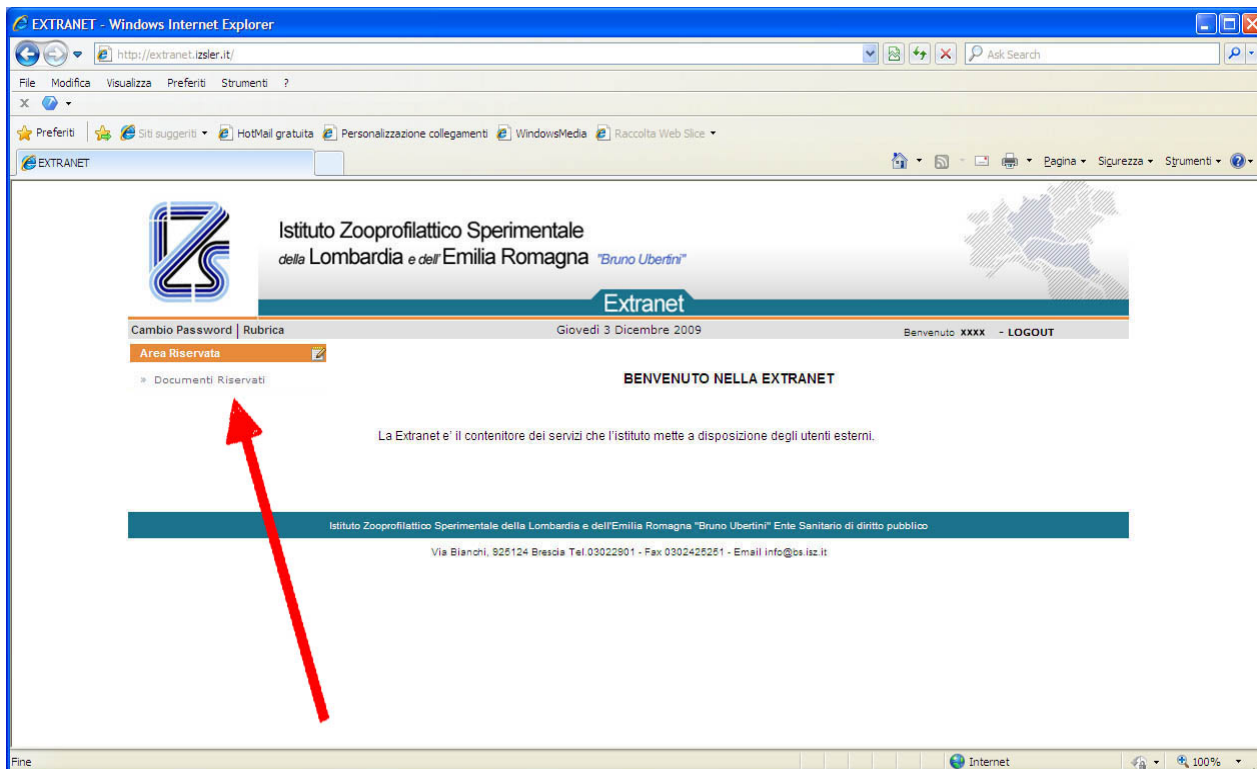 EXTRANET - Windows Internet Explorer
http://extranet.izsler.it/
Ask Search
File Modifica Visualizza Preferiti Strumenti ?
X
Preferiti Siti suggeriti HotMail gratuita Personalizzazione collegamenti WindowsMedia Raccolta Web Slice
EXTRANET
Pagina Sicurezza Strumenti
IZS
Istituto Zooprofilattico Sperimentale
della Lombardia e dell'Emilia Romagna "Bruno Ubertini"
Extranet
Cambio Password | Rubrica
Giovedì 3 Dicembre 2009
Benvenuto XXXX - LOGOUT
Area Riservata
» Documenti Riservati
BENVENUTO NELLA EXTRANET
La Extranet e' il contenitore dei servizi che l'istituto mette a disposizione degli utenti esterni.
Istituto Zooprofilattico Sperimentale della Lombardia e dell'Emilia Romagna "Bruno Ubertini" Ente Sanitario di diritto pubblico
Via Bianchi, 925124 Brescia Tel.03022901 - Fax 0302425251 - Email info@bs.isz.it
Fine
Internet
100%